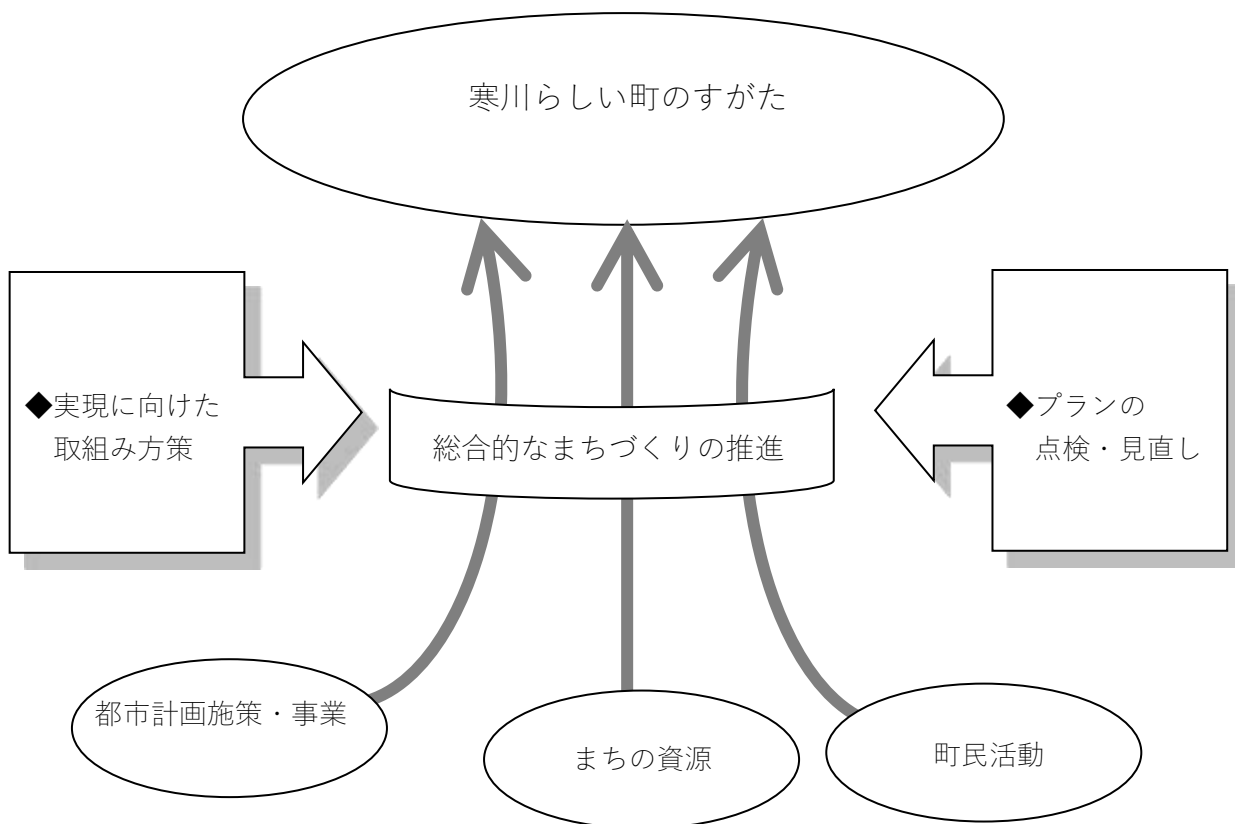 寒川らしい町のすがた
◆実現に向けた
取組み方策
総合的なまちづくりの推進
◆プランの
点検・見直し
都市計画施策・事業
まちの資源
町民活動